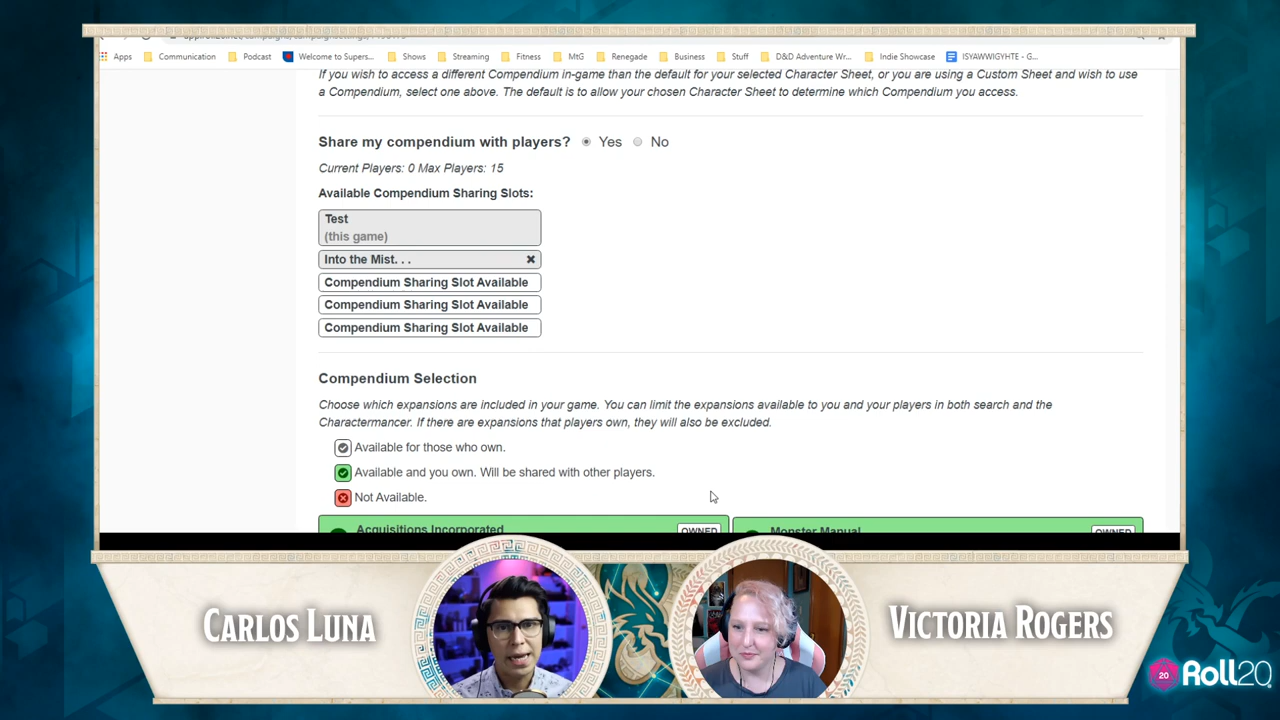 Apps Communication Podcast Welcome to Supers... Shows Streaming Fitness MtG Renegade Business Stuff D&D Adventure Wr... Indie Showcase ISYAWWIGYHTE - G...
If you wish to access a different Compendium in-game than the default for your selected Character Sheet, or you are using a Custom Sheet and wish to use
a Compendium, select one above. The default is to allow your chosen Character Sheet to determine which Compendium you access.
Share my compendium with players? Yes No
Current Players: 0 Max Players: 15
Available Compendium Sharing Slots:
Test
(this game)
Into the Mist. . .
Compendium Sharing Slot Available
Compendium Sharing Slot Available
Compendium Sharing Slot Available
Compendium Selection
Choose which expansions are included in your game. You can limit the expansions available to you and your players in both search and the
Charactermancer. If there are expansions that players own, they will also be excluded.
Available for those who own.
Available and you own. Will be shared with other players.
Not Available.
Acquisitions Incorporated OWNED Monster Manual OWNED
CARLOS LUNA
VICTORIA ROGERS
20 Roll20